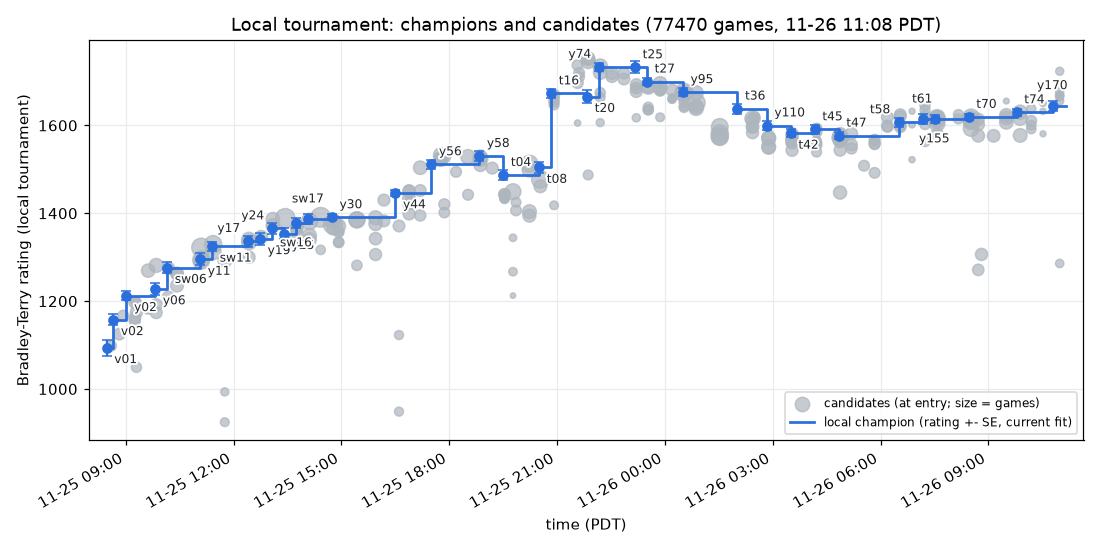 Local tournament: champions and candidates (77470 games, 11-26 11:08 PDT)
Bradley-Terry rating (local tournament)
1600
1400
1200
1000
v01
v02
y02
y06
sw06
y11
sw11
y17
y24
sw16
sw17
y30
y44
y56
y58
t04
t08
t16
t20
y74
t25
t27
y95
t36
y110
t42
t45
t47
t58
t61
y155
t70
t74
y170
candidates (at entry; size = games)
local champion (rating +- SE, current fit)
11-25 09:00
11-25 12:00
11-25 15:00
11-25 18:00
11-25 21:00
11-26 00:00
11-26 03:00
11-26 06:00
11-26 09:00
time (PDT)